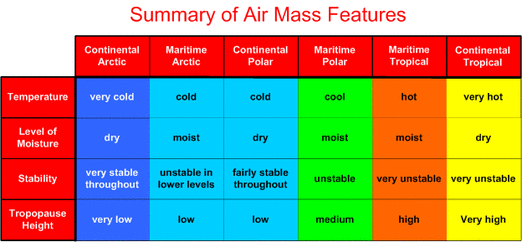 Summary of Air Mass Features
Continental Arctic
Maritime Arctic
Continental Polar
Maritime Polar
Maritime Tropical
Continental Tropical
Temperature
very cold
cold
cold
cool
hot
very hot
Level of Moisture
dry
moist
dry
moist
moist
dry
Stability
very stable throughout
unstable in lower levels
fairly stable throughout
unstable
very unstable
very unstable
Tropopause Height
very low
low
low
medium
high
Very high